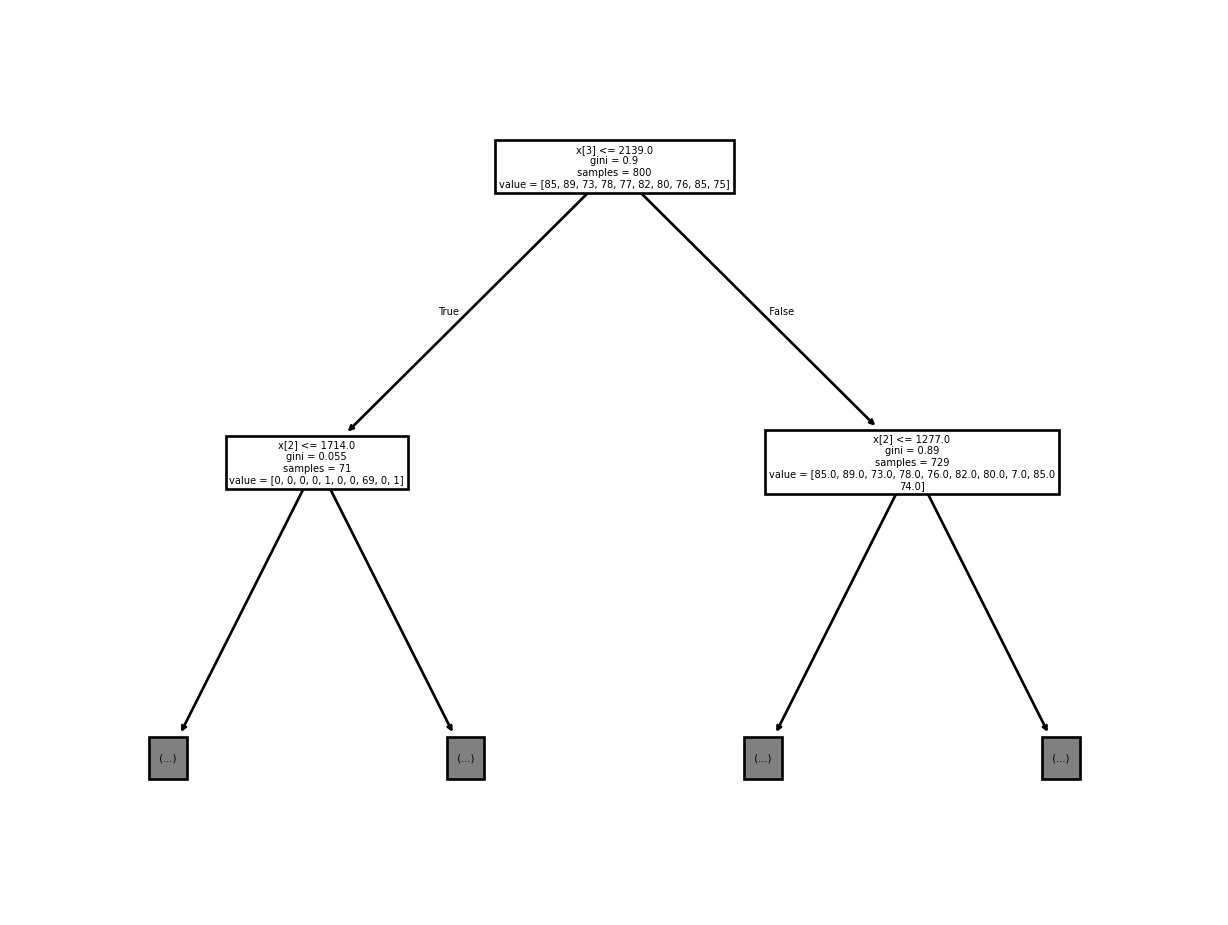 x[3] <= 2139.0
gini = 0.9
samples = 800
value = [85, 89, 73, 78, 77, 82, 80, 76, 85, 75]
True
False
x[2] <= 1714.0
gini = 0.055
samples = 71
value = [0, 0, 0, 0, 1, 0, 0, 69, 0, 1]
x[2] <= 1277.0
gini = 0.89
samples = 729
value = [85.0, 89.0, 73.0, 78.0, 76.0, 82.0, 80.0, 7.0, 85.0
74.0]
(...)
(...)
(...)
(...)